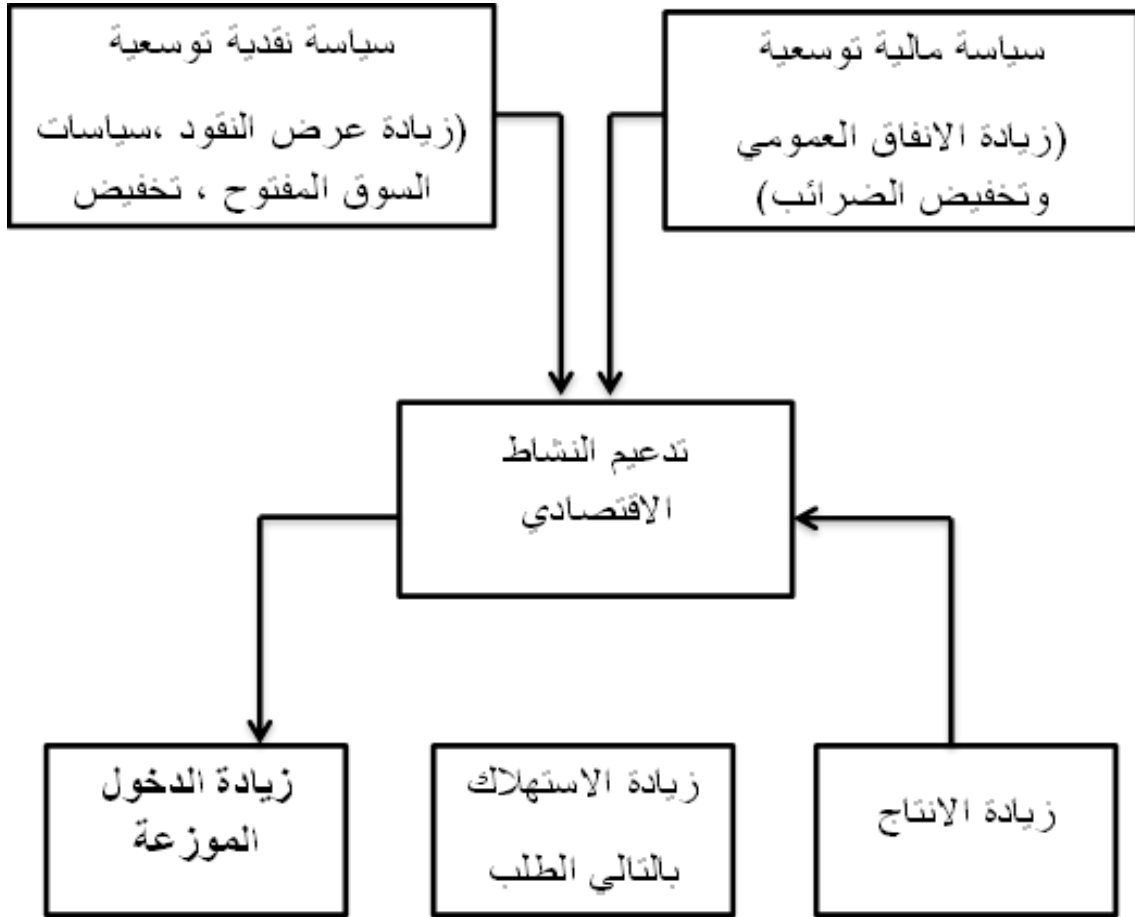 سياسة مالية توسعية
(زيادة الانفاق العمومي
وتخفيض الضرائب)
سياسة نقدية توسعية
(زيادة عرض النقود ،سياسات
السوق المفتوح ، تخفيض
تدعيم النشاط
الاقتصادي
زيادة الانتاج
زيادة الاستهلاك
بالتالي الطلب
زيادة الدخول
الموزعة